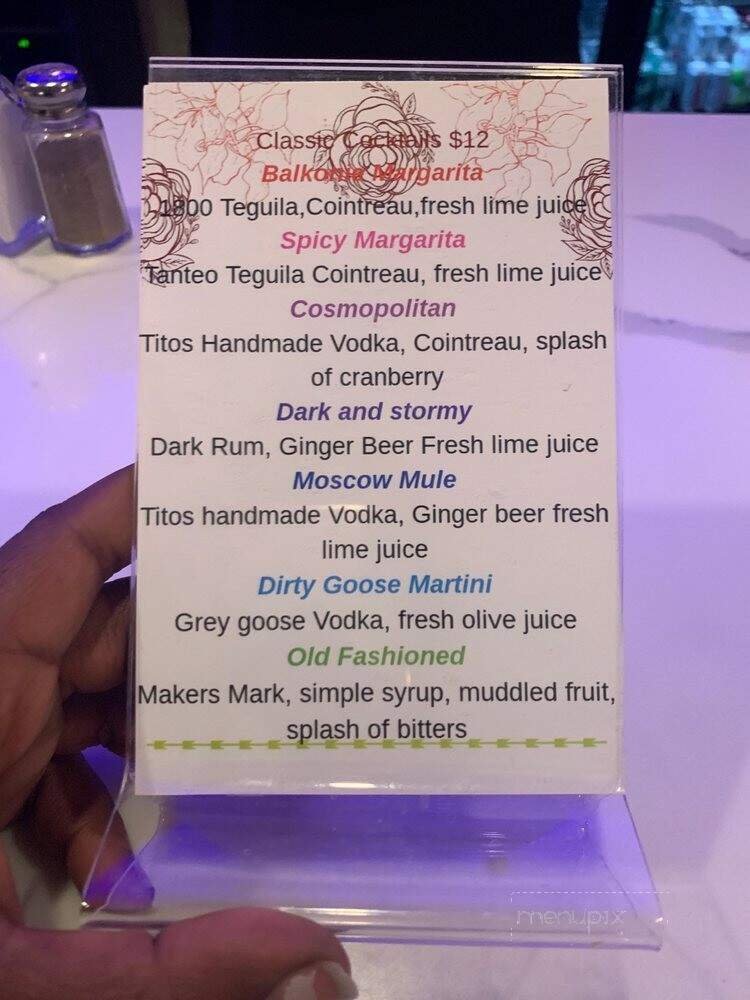 Classic Cocktails $12
Balkonia Margarita
1800 Teguila,Cointreau,fresh lime juice
Spicy Margarita
Tanteo Teguila Cointreau, fresh lime juice
Cosmopolitan
Titos Handmade Vodka, Cointreau, splash
of cranberry
Dark and stormy
Dark Rum, Ginger Beer Fresh lime juice
Moscow Mule
Titos handmade Vodka, Ginger beer fresh
lime juice
Dirty Goose Martini
Grey goose Vodka, fresh olive juice
Old Fashioned
Makers Mark, simple syrup, muddled fruit,
splash of bitters
menupix